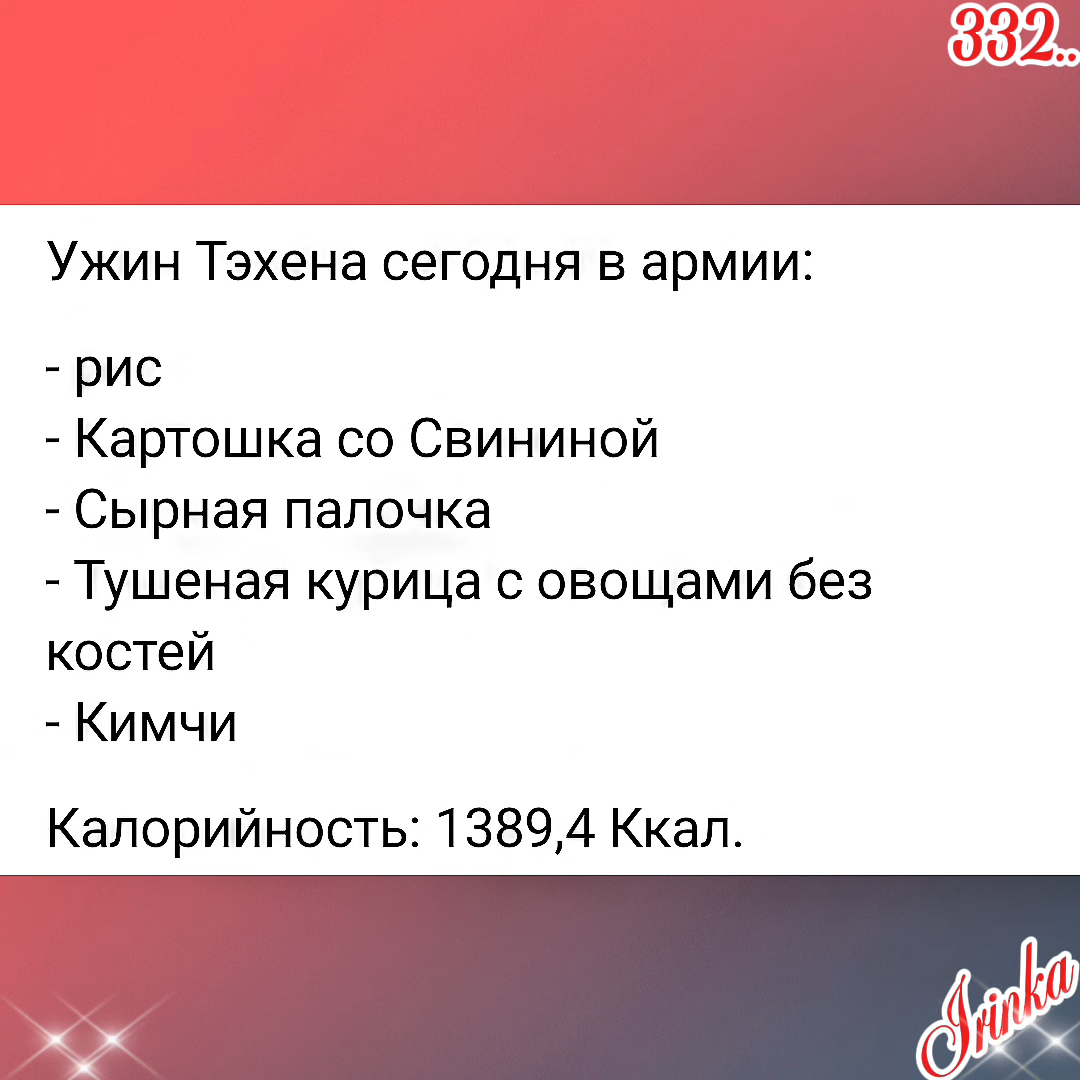 332..
Ужин Тэхена сегодня в армии:
- рис
- Картошка со Свининой
- Сырная палочка
- Тушеная курица с овощами без
костей
- Кимчи
Калорийность: 1389,4 Ккал.
Irinka